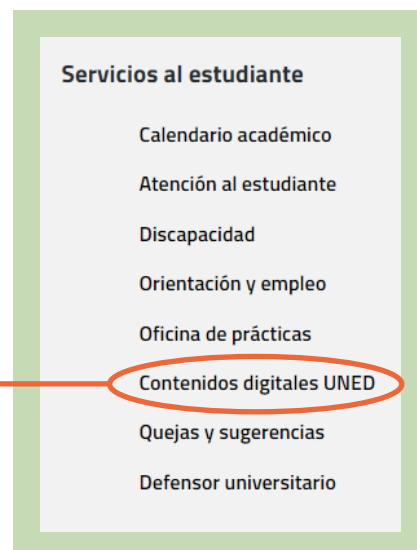 Servicios al estudiante
Calendario académico
Atención al estudiante
Discapacidad
Orientación y empleo
Oficina de prácticas
Contenidos digitales UNED
Quejas y sugerencias
Defensor universitario